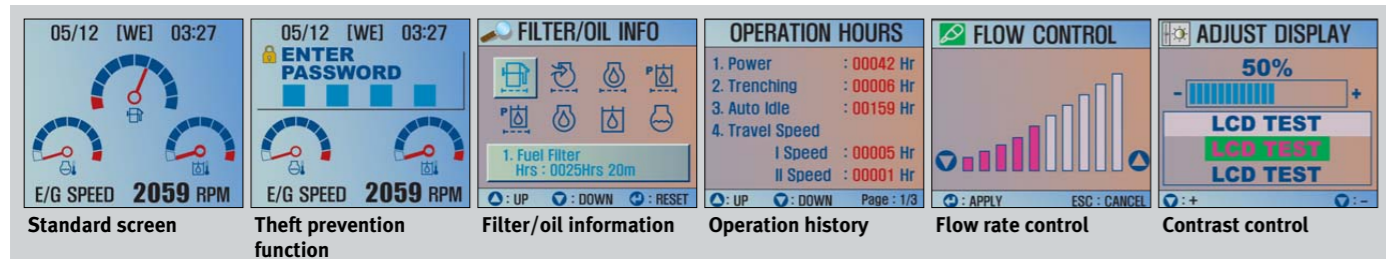 05/12 [WE] 03:27
E/G SPEED 2059 RPM
Standard screen
05/12 [WE] 03:27
ENTER
PASSWORD
E/G SPEED 2059 RPM
Theft prevention
function
FILTER/OIL INFO
P
P
1. Fuel Filter
Hrs : 0025Hrs 20m
: UP : DOWN : RESET
Filter/oil information
OPERATION HOURS
1. Power : 00042 Hr
2. Trenching : 00006 Hr
3. Auto Idle : 00159 Hr
4. Travel Speed
I Speed : 00005 Hr
II Speed : 00001 Hr
: UP : DOWN Page : 1/3
Operation history
FLOW CONTROL
: APPLY ESC : CANCEL
Flow rate control
ADJUST DISPLAY
50%
- +
LCD TEST
LCD TEST
LCD TEST
: + : -
Contrast control